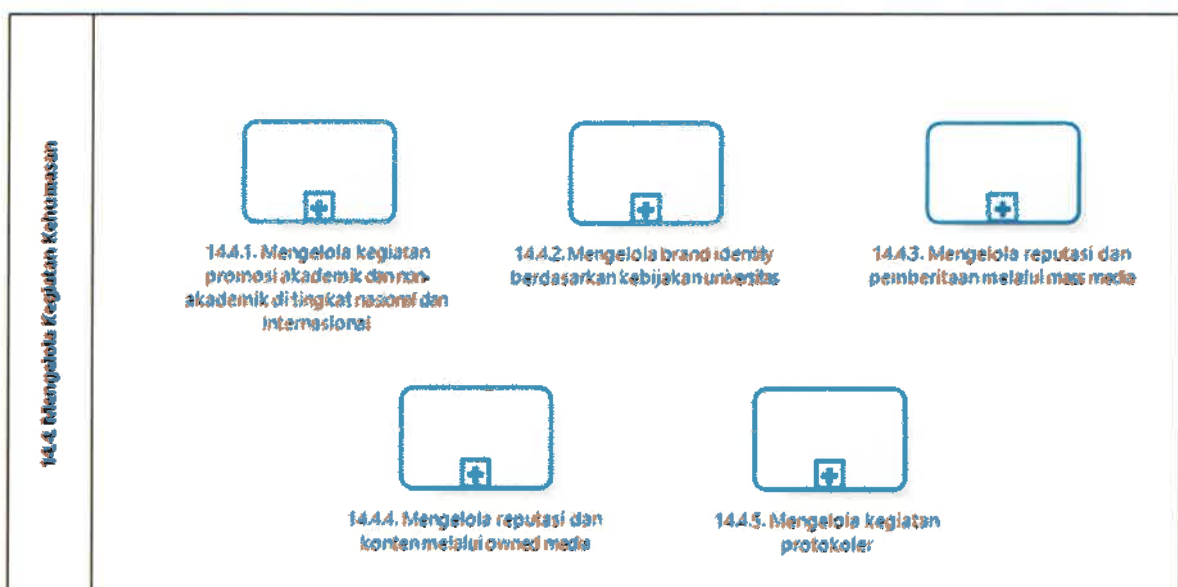 14.4. Mengelola Kegiatan Kehumasan
14.4.1. Mengelola kegiatan
promosi akademik dan non-
akademik di tingkat nasional dan
internasional
14.4.2. Mengelola brand identity
berdasarkan kebijakan universitas
14.4.3. Mengelola reputasi dan
pemberitaan melalui mass media
14.4.4. Mengelola reputasi dan
konten melalui owned media
14.4.5. Mengelola kegiatan
protokoler